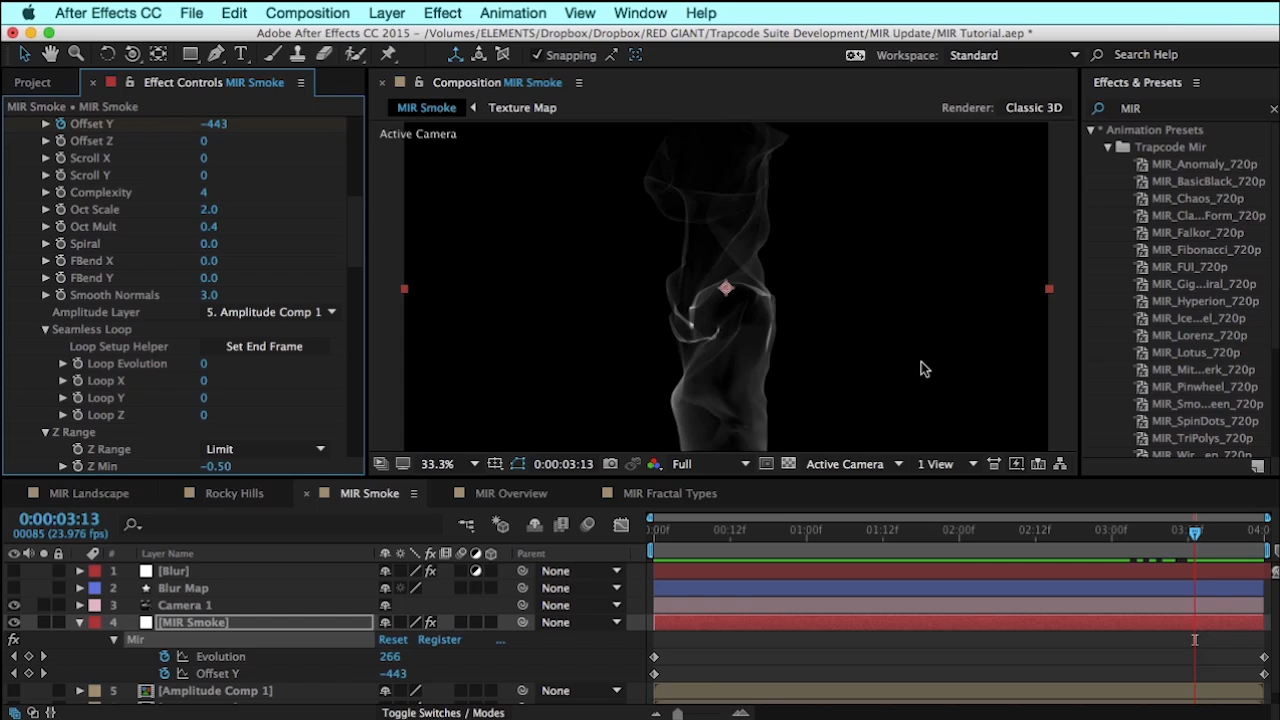 After Effects CC File Edit Composition Layer Effect Animation View Window Help
Adobe After Effects CC 2015 - /Volumes/ELEMENTS/Dropbox/Dropbox/RED GIANT/Trapcode Suite Development/MIR Update/MIR Tutorial.aep *
T Snapping Workspace: Standard Search Help
Project × Effect Controls MIR Smoke
MIR Smoke • MIR Smoke
Offset Y -443
Offset Z 0
Scroll X 0
Scroll Y 0
Complexity 4
Oct Scale 2.0
Oct Mult 0.4
Spiral 0.0
FBend X 0.0
FBend Y 0.0
Smooth Normals 3.0
Amplitude Layer 5. Amplitude Comp 1
Seamless Loop
Loop Setup Helper Set End Frame
Loop Evolution 0
Loop X 0
Loop Y 0
Loop Z 0
Z Range
Z Range Limit
Z Min -0.50
× Composition MIR Smoke
MIR Smoke Texture Map Renderer: Classic 3D
Active Camera
33.3% 0:00:03:13 Full Active Camera 1 View
Effects & Presets
MIR ×
* Animation Presets
Trapcode Mir
MIR_Anomaly_720p
MIR_BasicBlack_720p
MIR_Chaos_720p
MIR_Cla...Form_720p
MIR_Falkor_720p
MIR_Fibonacci_720p
MIR_FUI_720p
MIR_Gig...iral_720p
MIR_Hyperion_720p
MIR_Ice...el_720p
MIR_Lorenz_720p
MIR_Lotus_720p
MIR_Mit...erk_720p
MIR_Pinwheel_720p
MIR_Smo...een_720p
MIR_SpinDots_720p
MIR_TriPolys_720p
MIR Landscape Rocky Hills × MIR Smoke MIR Overview MIR Fractal Types
0:00:03:13
00085 (23.976 fps)
:00f 00:12f 01:00f 01:12f 02:00f 02:12f 03:00f
# Layer Name fx Parent
1 [Blur] fx None
2 Blur Map None
3 Camera 1 None
4 [MIR Smoke] fx None
fx Mir Reset Register ...
Evolution 266
Offset Y -443
5 [Amplitude Comp 1] None
Toggle Switches / Modes